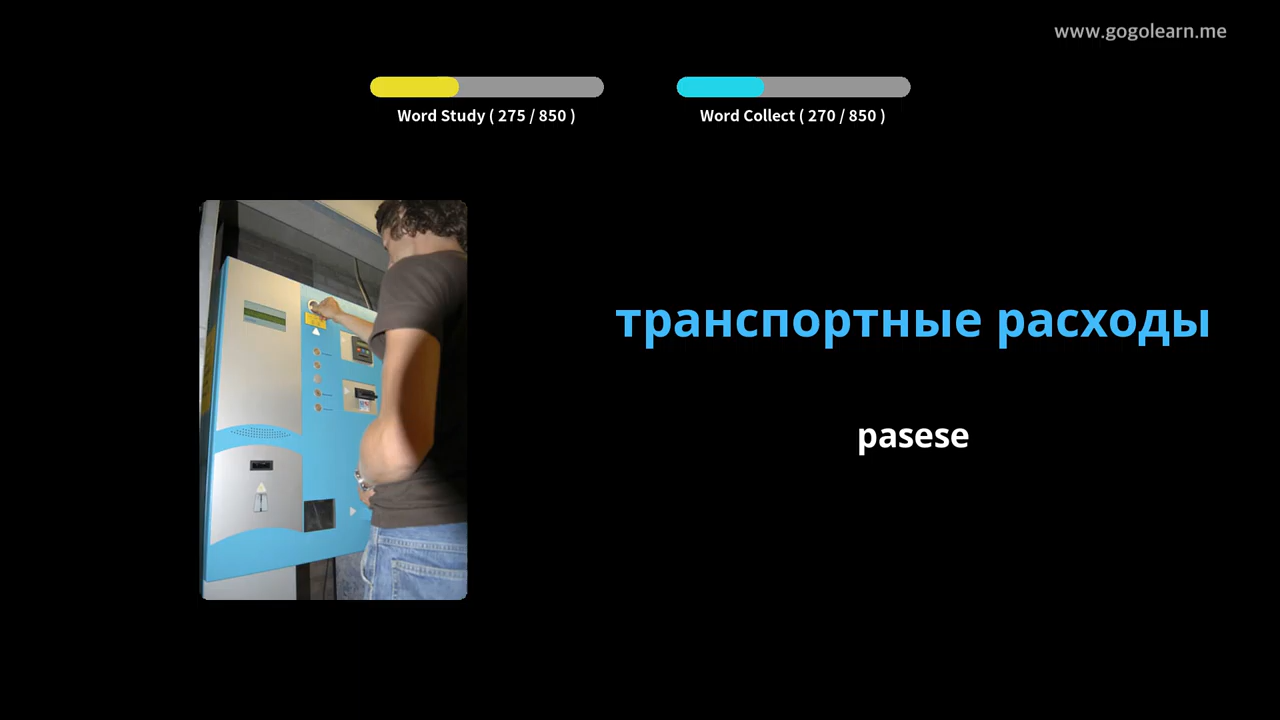 www.gogolearn.me
Word Study ( 275 / 850 )
Word Collect ( 270 / 850 )
транспортные расходы
pasese